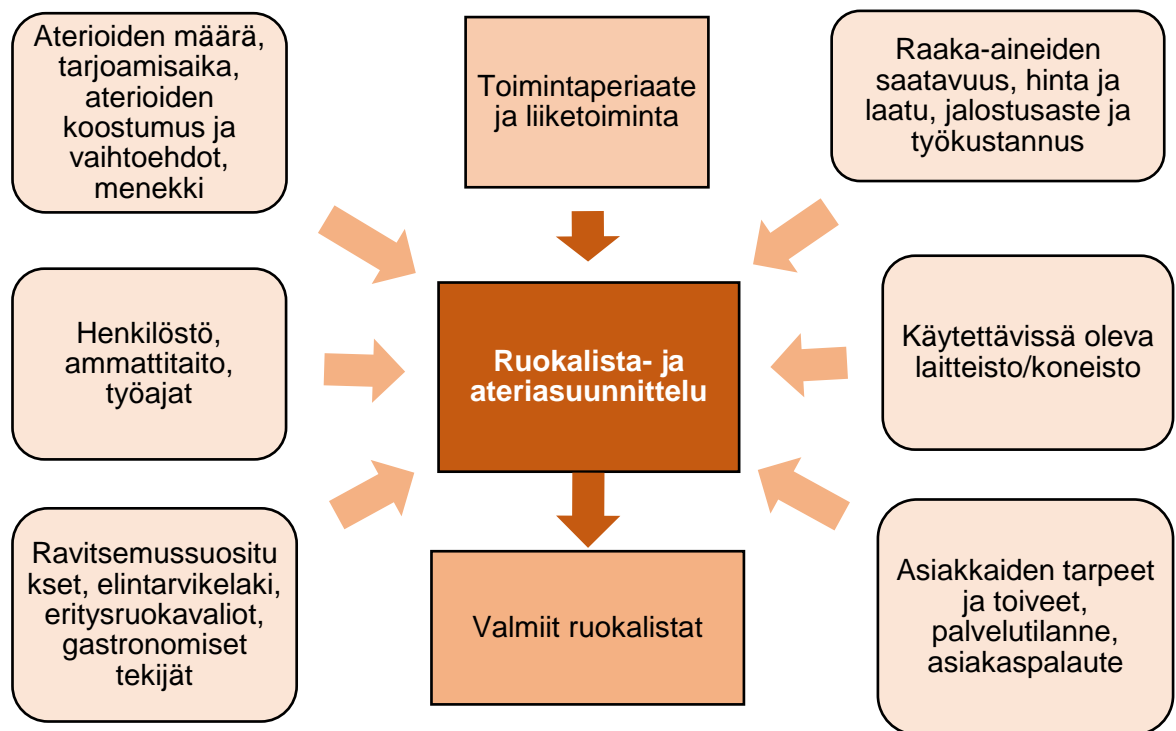 Aterioiden määrä,
tarjoamisaika,
aterioiden
koostumus ja
vaihtoehdot,
menekki
Toimintaperiaate
ja liiketoiminta
Raaka-aineiden
saatavuus, hinta ja
laatu, jalostusaste ja
työkustannus
Henkilöstö,
ammattitaito,
työajat
Ruokalista- ja
ateriasuunnittelu
Käytettävissä oleva
laitteisto/koneisto
Ravitsemussuositu
kset, elintarvikelaki,
eritysruokavaliot,
gastronomiset
tekijät
Valmiit ruokalistat
Asiakkaiden tarpeet
ja toiveet,
palvelutilanne,
asiakaspalaute